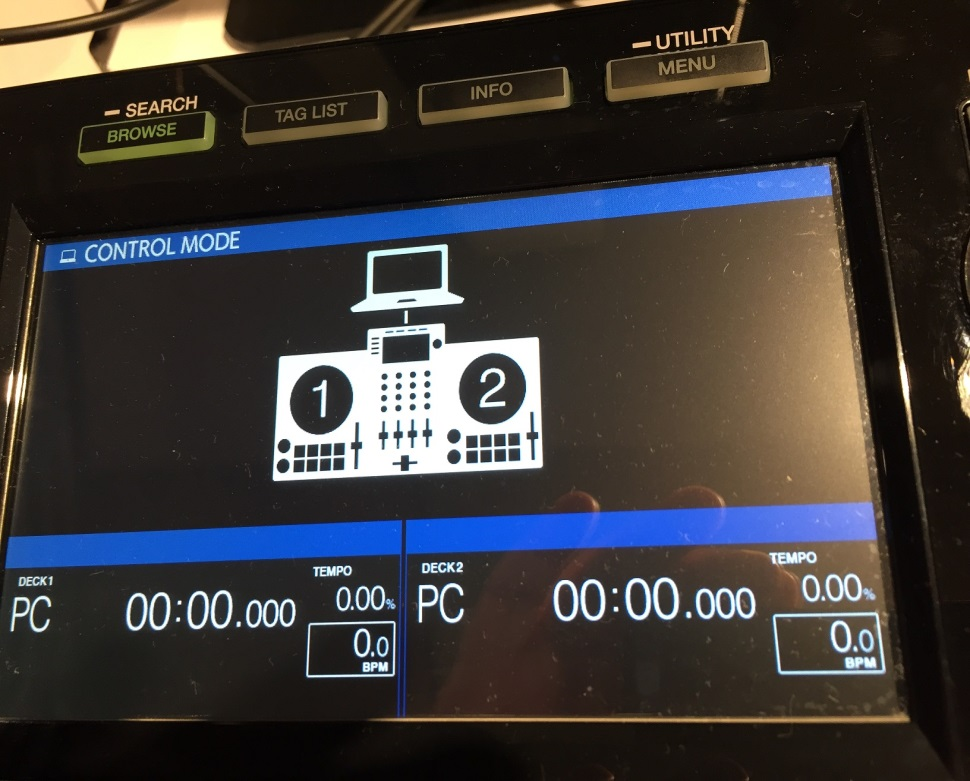 UTILITY
SEARCH
BROWSE
TAG LIST
INFO
MENU
CONTROL MODE
1
2
DECK1
PC
00:00.000
TEMPO
0.00%
0.0
BPM
DECK2
PC
00:00.000
TEMPO
0.00%
0.0
BPM